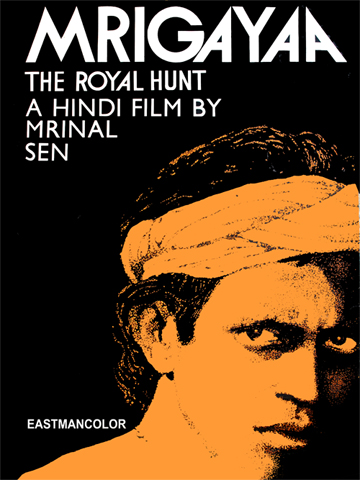 MRIGAYAA
THE ROYAL HUNT
A HINDI FILM BY
MRINAL
SEN
EASTMANCOLOR